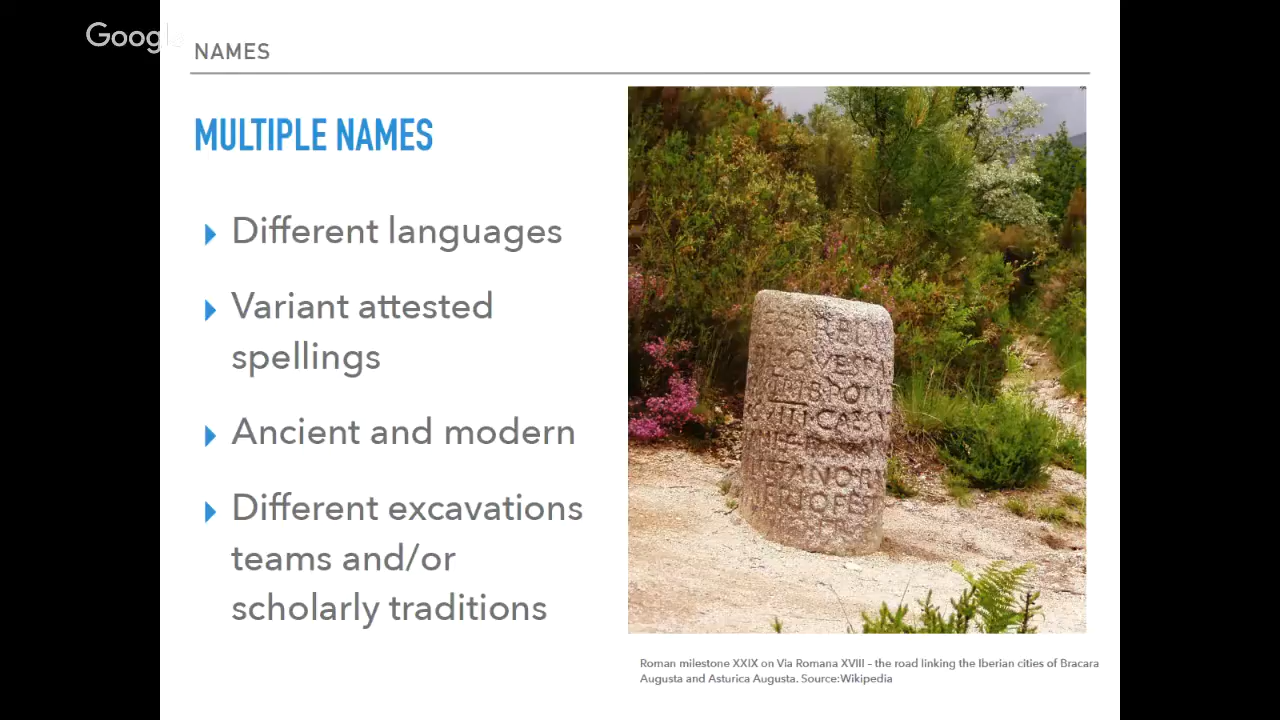 Google
NAMES
MULTIPLE NAMES
Different languages
Variant attested
spellings
Ancient and modern
Different excavations
teams and/or
scholarly traditions
Roman milestone XXIX on Via Romana XVIII – the road linking the Iberian cities of Bracara
Augusta and Asturica Augusta. Source:Wikipedia